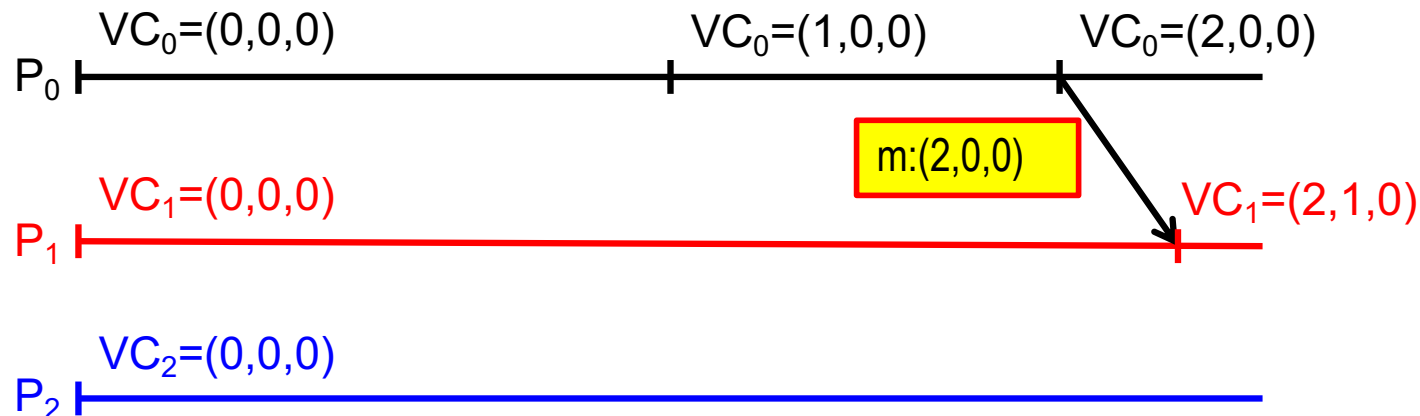 VC₀=(0,0,0) VC₀=(1,0,0) VC₀=(2,0,0)
P₀
m:(2,0,0)
VC₁=(0,0,0) VC₁=(2,1,0)
P₁
VC₂=(0,0,0)
P₂